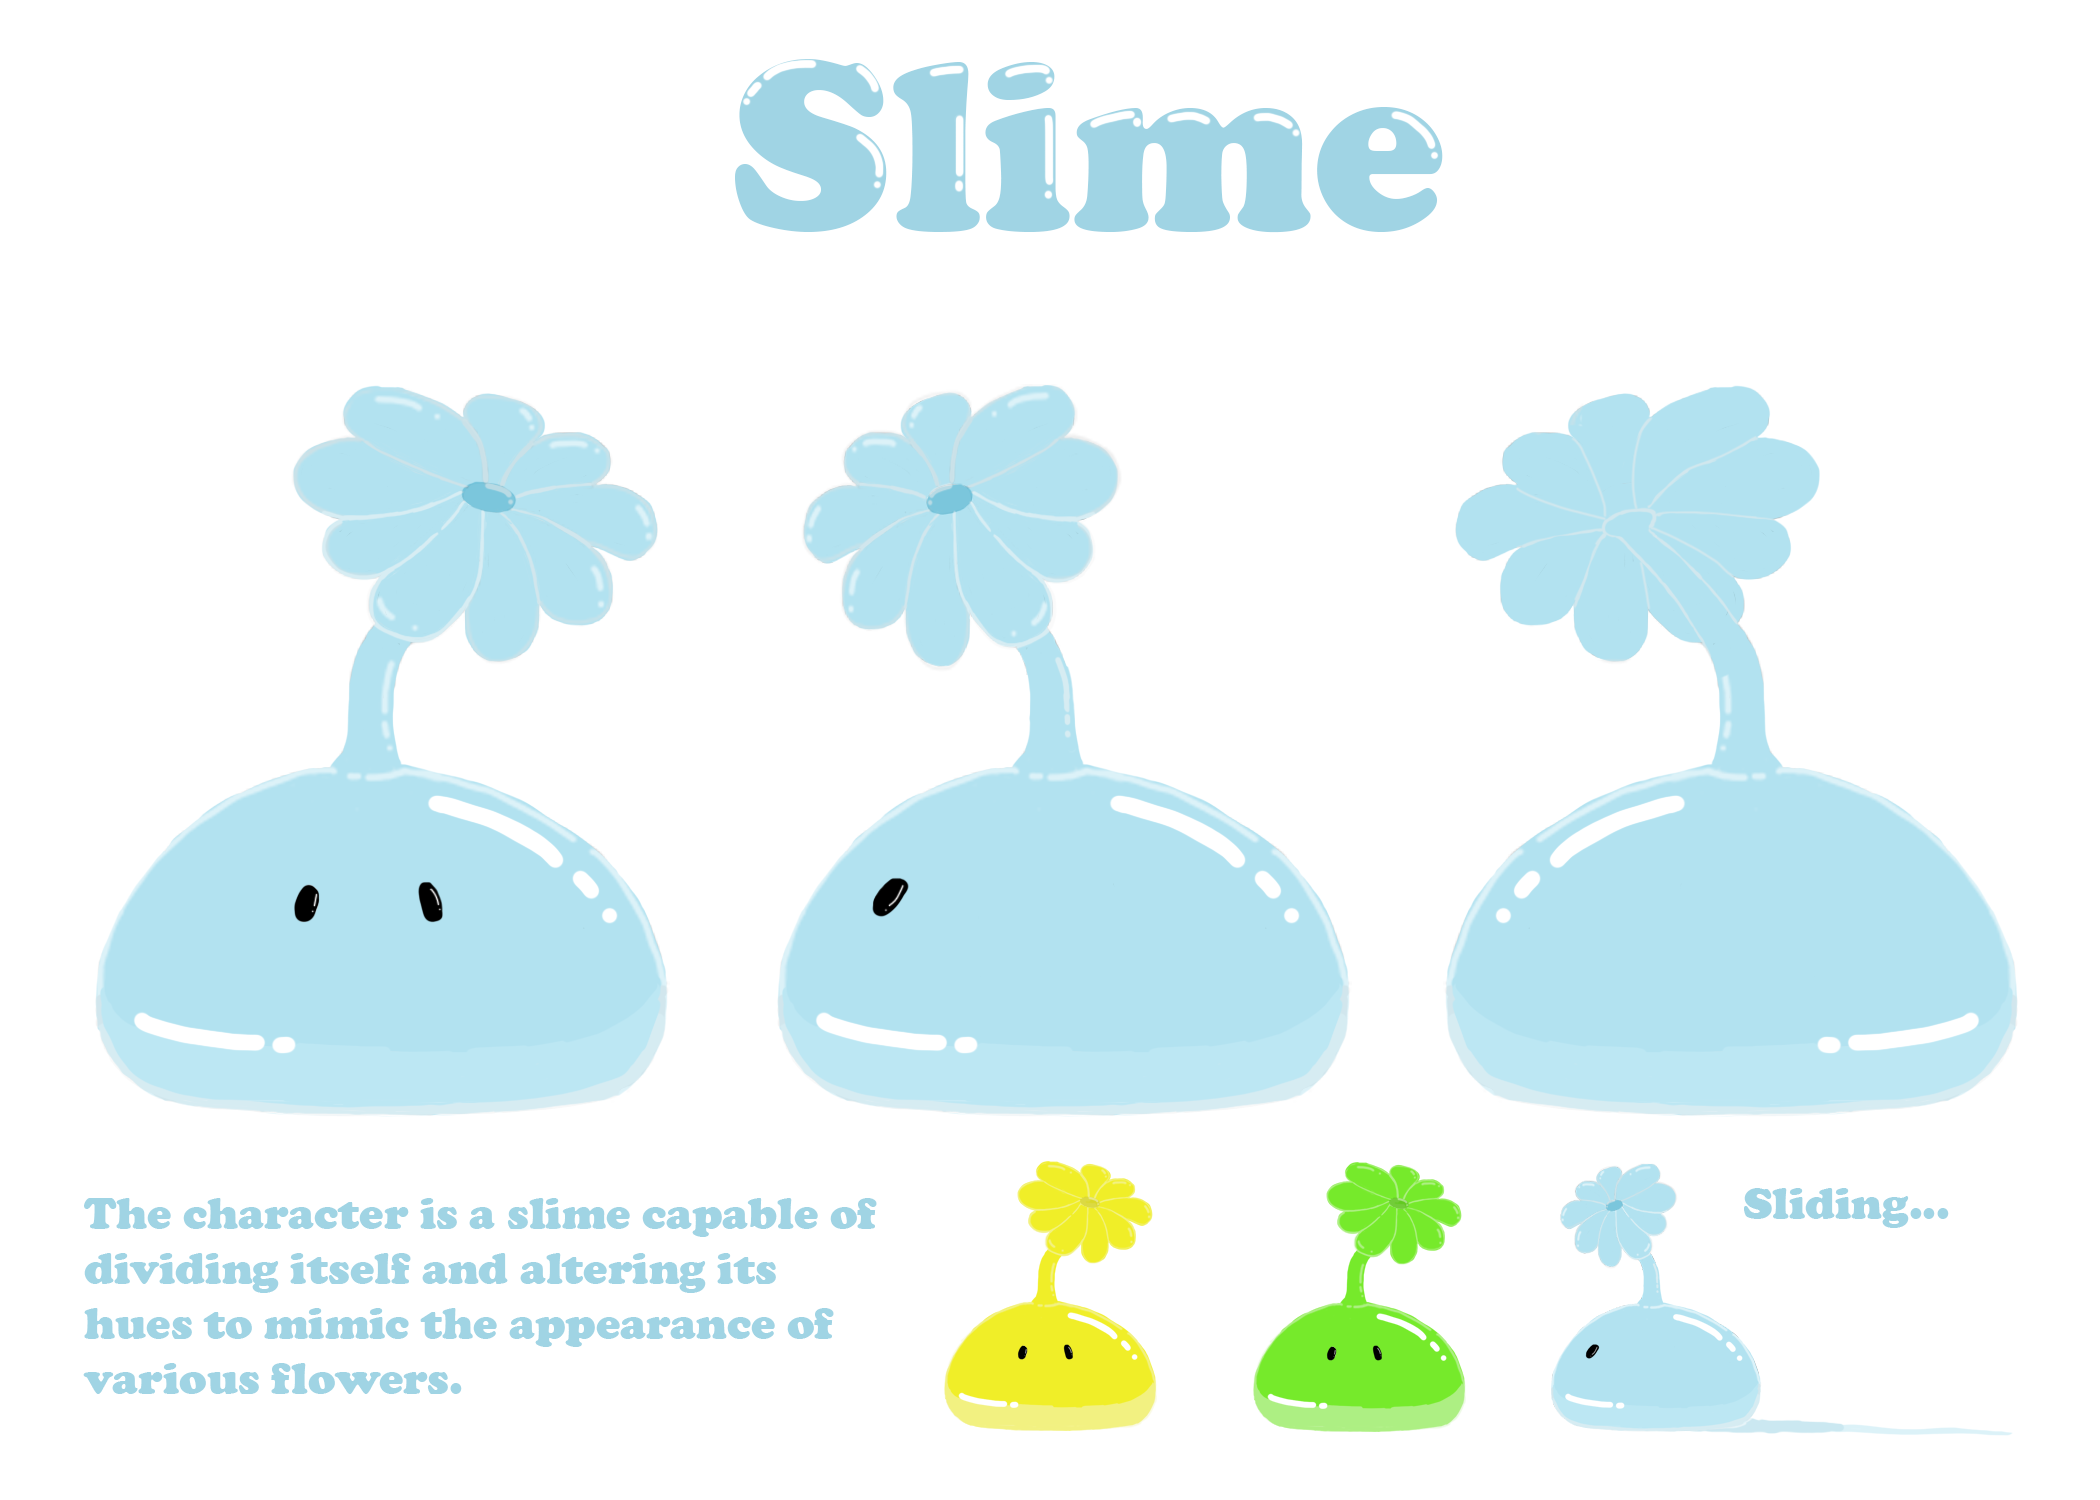 Slime
The character is a slime capable of
dividing itself and altering its
hues to mimic the appearance of
various flowers.
Sliding...